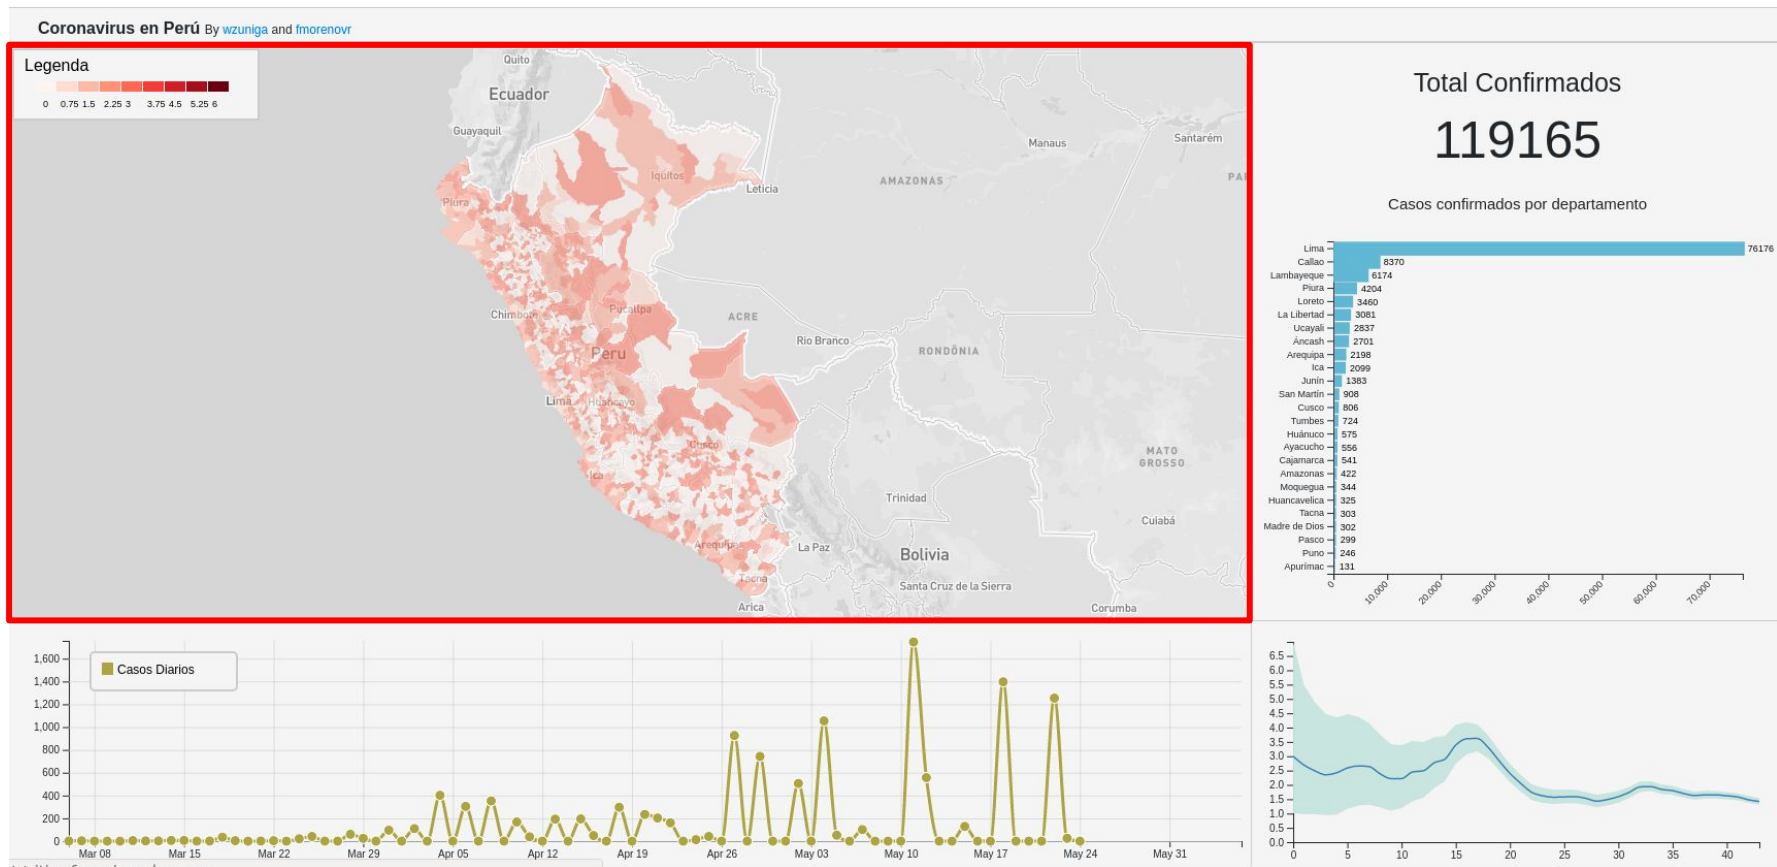 Coronavirus en Perú By wzuniga and fmorenovr
Legenda
0 0.75 1.5 2.25 3 3.75 4.5 5.25 6
Quito
Ecuador
Guayaquil
Manaus
Santarém
Iquitos
Leticia
AMAZONAS
PA
Piura
Chimbote
Pucallpa
ACRE
Rio Branco
RONDÔNIA
Peru
Lima
Huancayo
Cusco
MATO
GROSSO
Ica
Trinidad
Cuiabá
Arequipa
La Paz
Bolivia
Tacna
Santa Cruz de la Sierra
Arica
Corumba
Total Confirmados
119165
Casos confirmados por departamento
Lima 76176
Callao 8370
Lambayeque 6174
Piura 4204
Loreto 3460
La Libertad 3081
Ucayali 2837
Áncash 2701
Arequipa 2198
Ica 2099
Junín 1383
San Martín 908
Cusco 806
Tumbes 724
Huánuco 575
Ayacucho 556
Cajamarca 541
Amazonas 422
Moquegua 344
Huancavelica 325
Tacna 303
Madre de Dios 302
Pasco 299
Puno 246
Apurímac 131
0 10,000 20,000 30,000 40,000 50,000 60,000 70,000
Casos Diarios
1,600
1,400
1,200
1,000
800
600
400
200
0
Mar 08 Mar 15 Mar 22 Mar 29 Apr 05 Apr 12 Apr 19 Apr 26 May 03 May 10 May 17 May 24 May 31
6.5
6.0
5.5
5.0
4.5
4.0
3.5
3.0
2.5
2.0
1.5
1.0
0.5
0.0
0 5 10 15 20 25 30 35 40